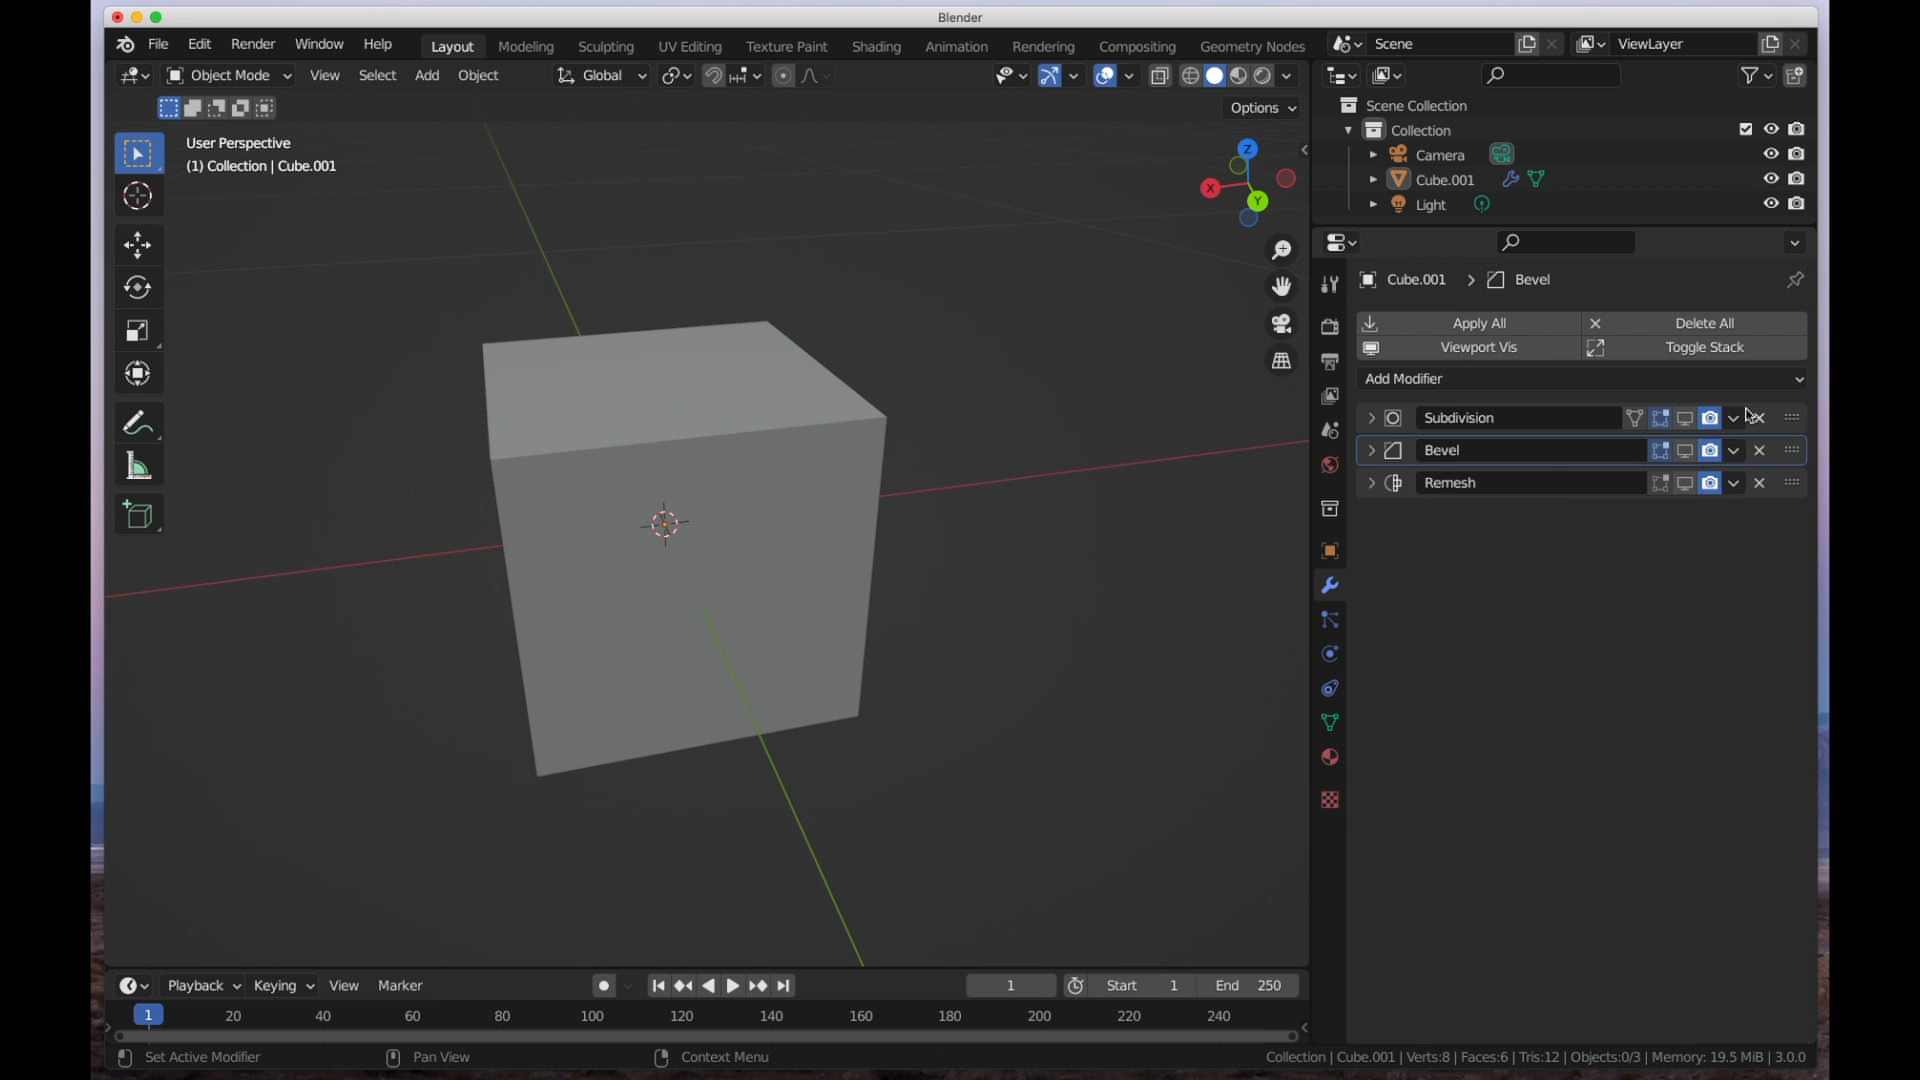 Blender
File Edit Render Window Help
Layout Modeling Sculpting UV Editing Texture Paint Shading Animation Rendering Compositing Geometry Nodes
Scene ViewLayer
Object Mode View Select Add Object Global
Options
User Perspective
(1) Collection | Cube.001
Z
X
Y
Scene Collection
Collection
Camera
Cube.001
Light
Cube.001 > Bevel
Apply All Delete All
Viewport Vis Toggle Stack
Add Modifier
Subdivision
Bevel
Remesh
Playback Keying View Marker 1 Start 1 End 250
1 20 40 60 80 100 120 140 160 180 200 220 240
Set Active Modifier Pan View Context Menu Collection | Cube.001 | Verts:8 | Faces:6 | Tris:12 | Objects:0/3 | Memory: 19.5 MiB | 3.0.0